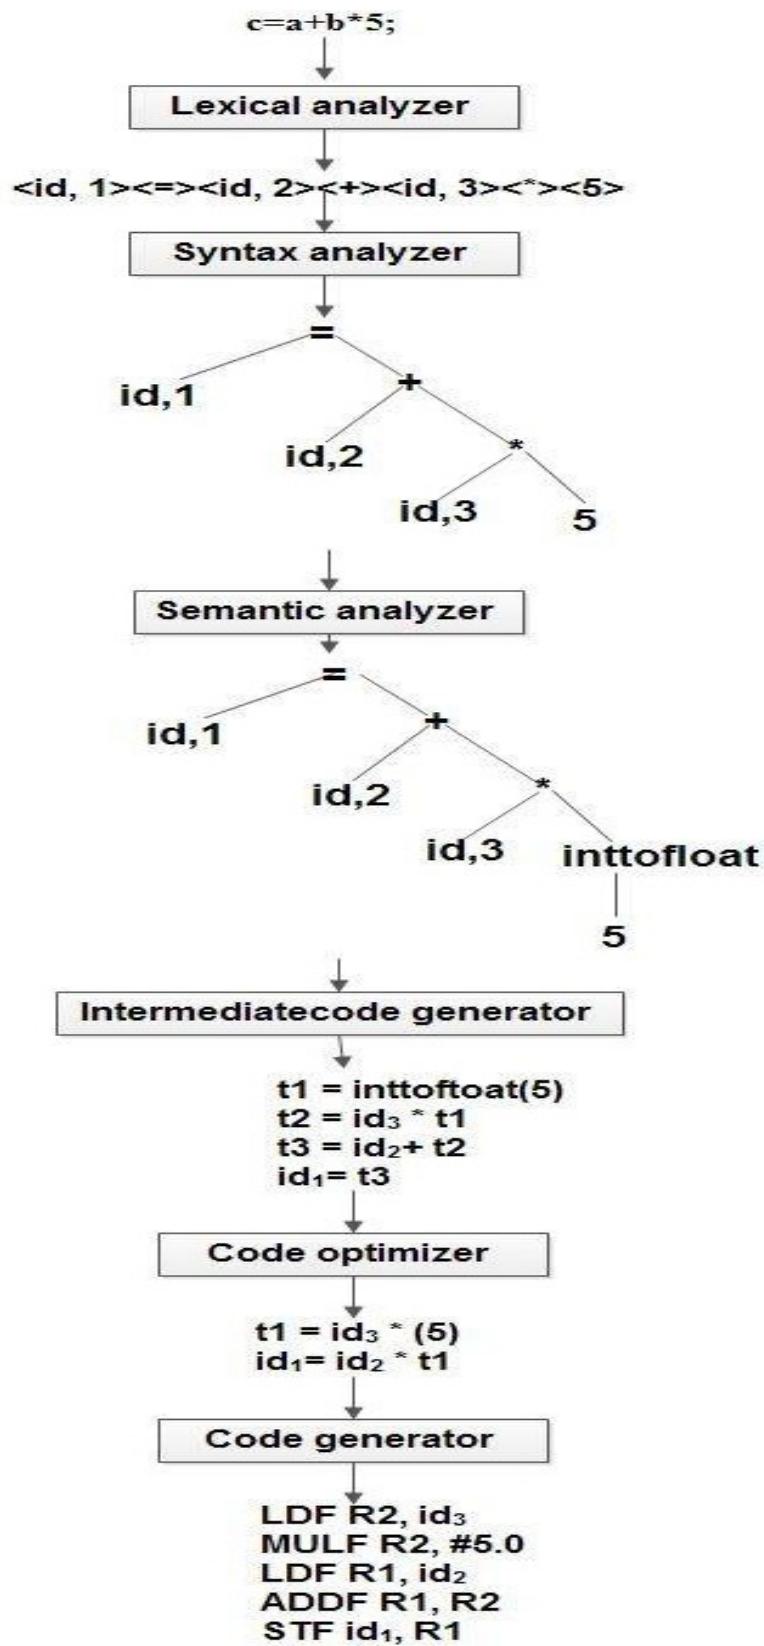 c=a+b*5;
Lexical analyzer
<id, 1><=><id, 2><+><id, 3><*><5>
Syntax analyzer
=
id,1
+
id,2
*
id,3
5
Semantic analyzer
=
id,1
+
id,2
*
id,3
inttofloat
5
Intermediatecode generator
t1 = inttoftoat(5)
t2 = id₃ * t1
t3 = id₂+ t2
id₁= t3
Code optimizer
t1 = id₃ * (5)
id₁= id₂ * t1
Code generator
LDF R2, id₃
MULF R2, #5.0
LDF R1, id₂
ADDF R1, R2
STF id₁, R1